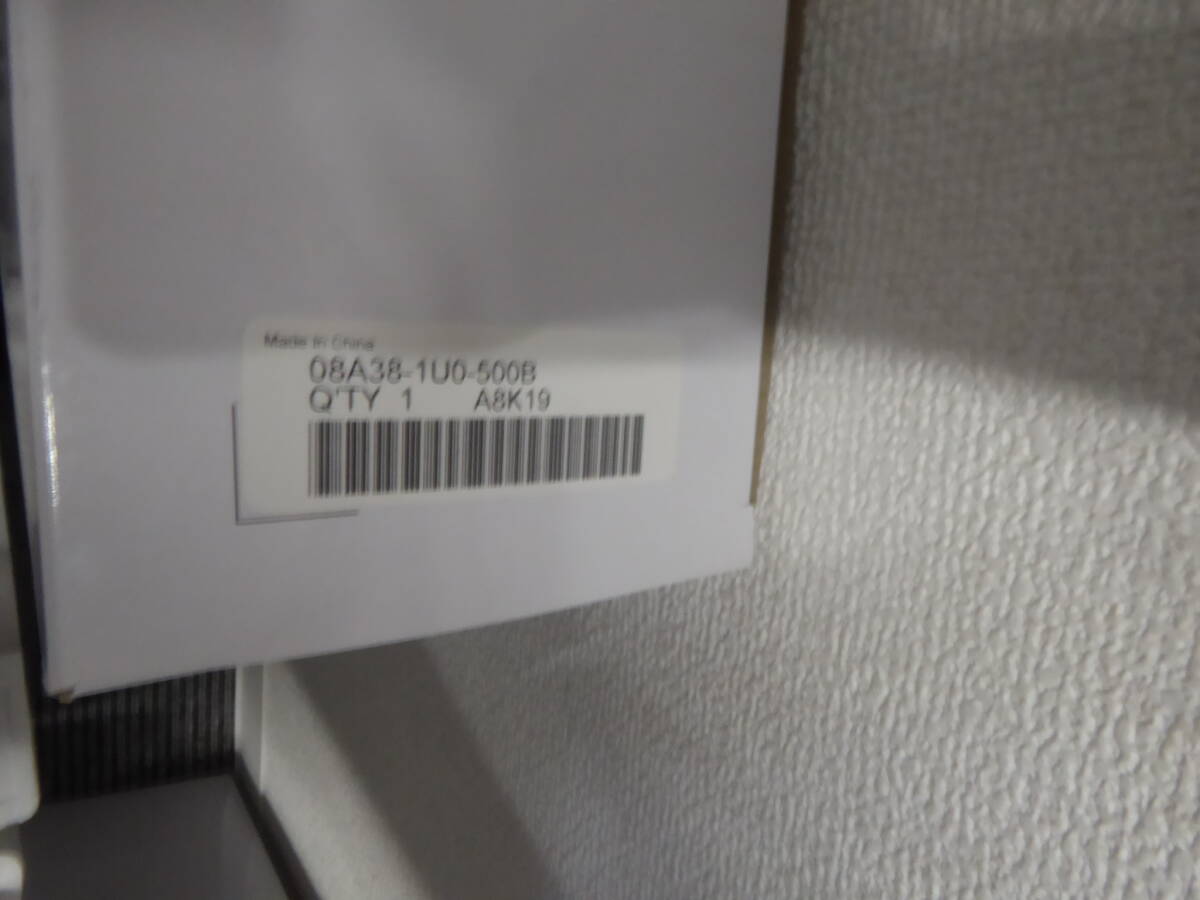 Made In China
08A38-1U0-500B
Q'TY 1 A8K19